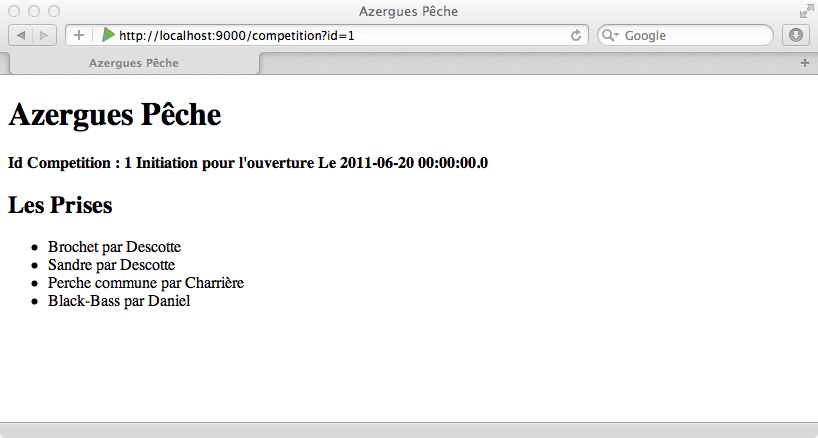 Azergues Pêche
http://localhost:9000/competition?id=1
Google
Azergues Pêche
Azergues Pêche
Id Competition : 1 Initiation pour l'ouverture Le 2011-06-20 00:00:00.0
Les Prises
Brochet par Descotte
Sandre par Descotte
Perche commune par Charrière
Black-Bass par Daniel